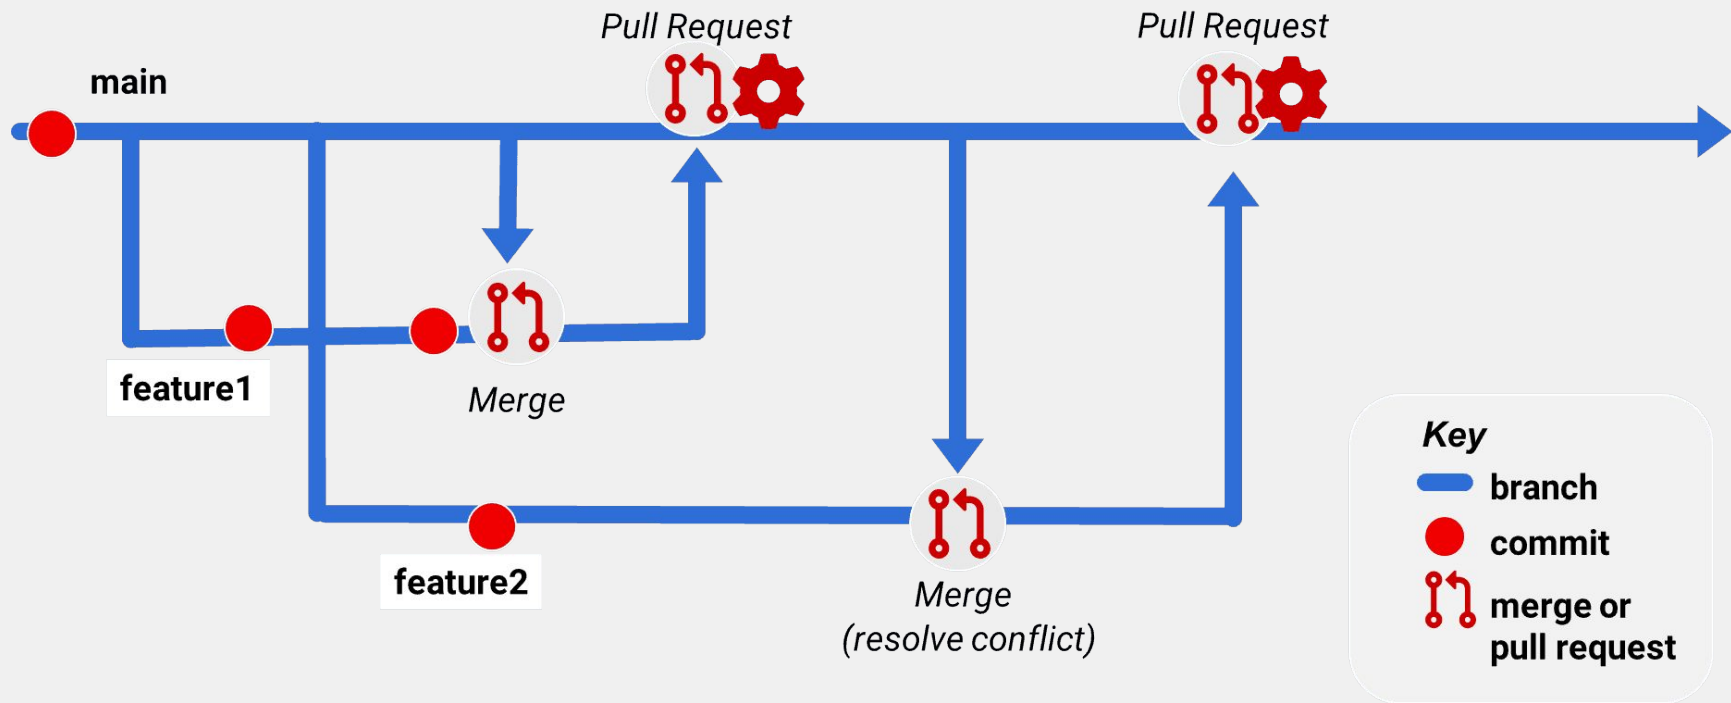 Pull Request
Pull Request
main
feature1
Merge
feature2
Merge
(resolve conflict)
Key
branch
commit
merge or
pull request